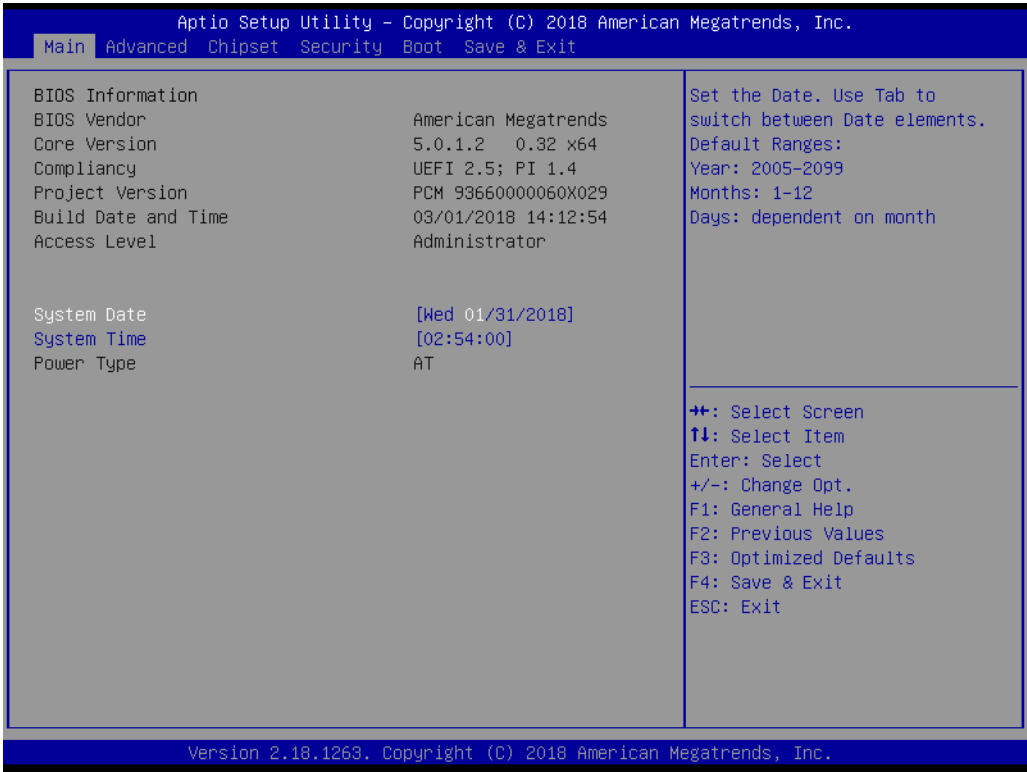 Aptio Setup Utility – Copyright (C) 2018 American Megatrends, Inc.
Main Advanced Chipset Security Boot Save & Exit
BIOS Information
BIOS Vendor American Megatrends
Core Version 5.0.1.2 0.32 x64
Compliancy UEFI 2.5; PI 1.4
Project Version PCM 93660000060X029
Build Date and Time 03/01/2018 14:12:54
Access Level Administrator
System Date [Wed 01/31/2018]
System Time [02:54:00]
Power Type AT
Set the Date. Use Tab to
switch between Date elements.
Default Ranges:
Year: 2005-2099
Months: 1-12
Days: dependent on month
→←: Select Screen
↑↓: Select Item
Enter: Select
+/-: Change Opt.
F1: General Help
F2: Previous Values
F3: Optimized Defaults
F4: Save & Exit
ESC: Exit
Version 2.18.1263. Copyright (C) 2018 American Megatrends, Inc.